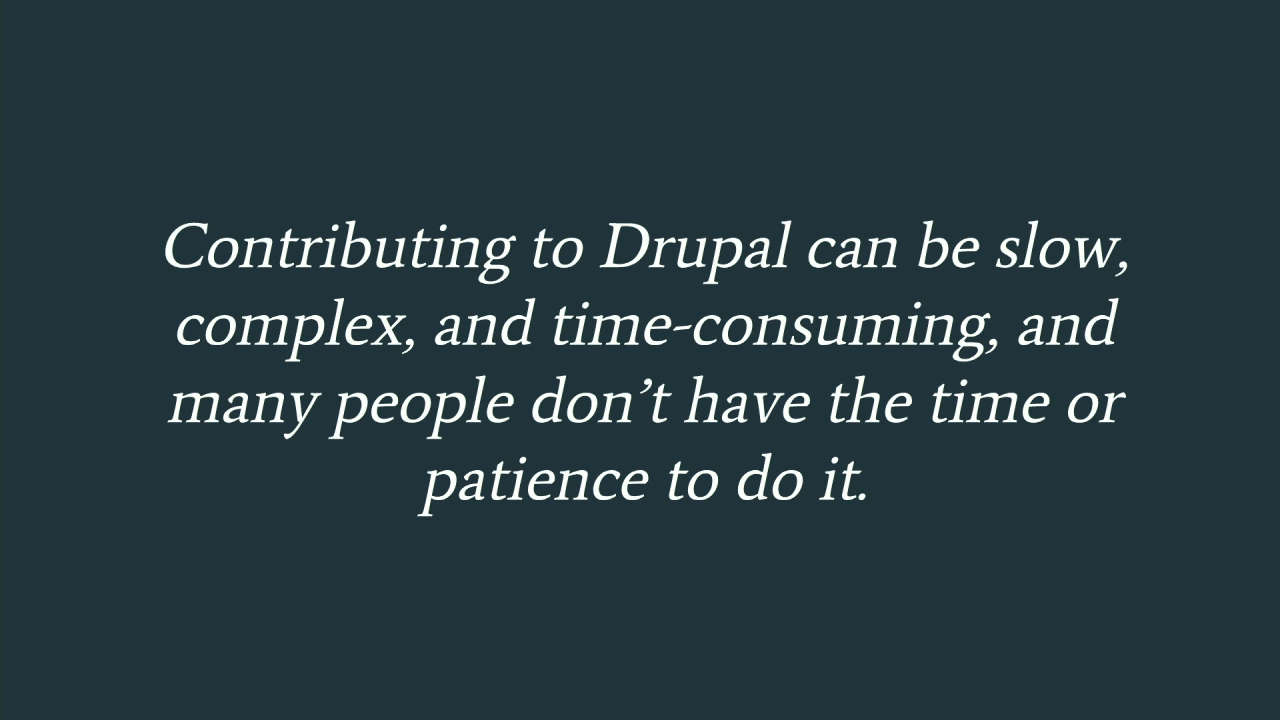 Contributing to Drupal can be slow,
complex, and time-consuming, and
many people don’t have the time or
patience to do it.